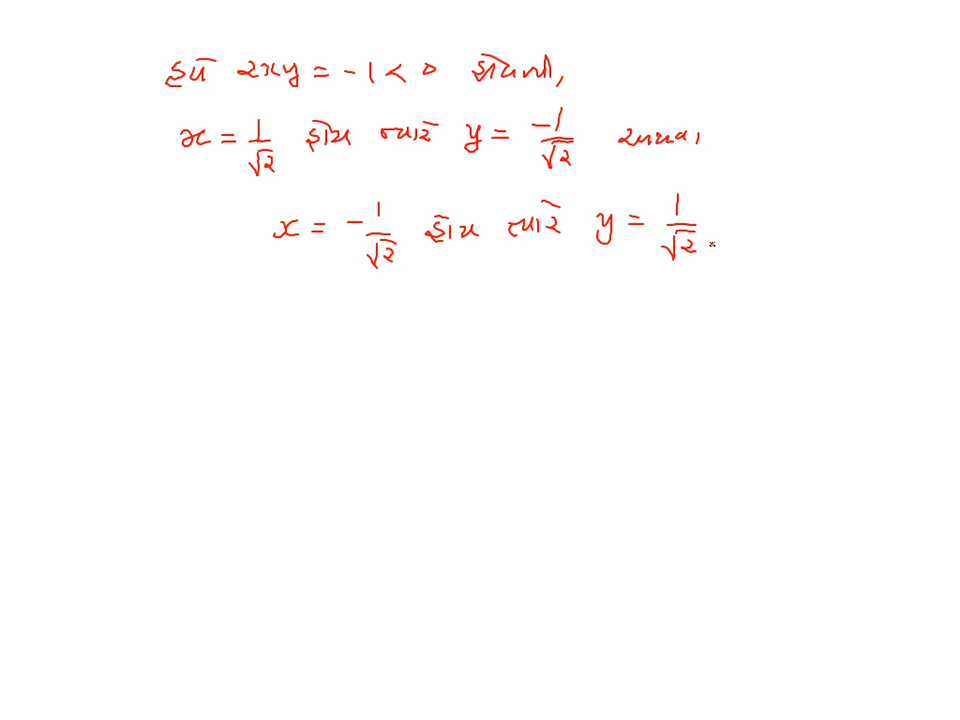 હવે 2xy = -1 < 0 હોવાથી,
x = 1/√2 હોય ત્યારે y = -1/√2 અથવા
x = -1/√2 હોય ત્યારે y = 1/√2.